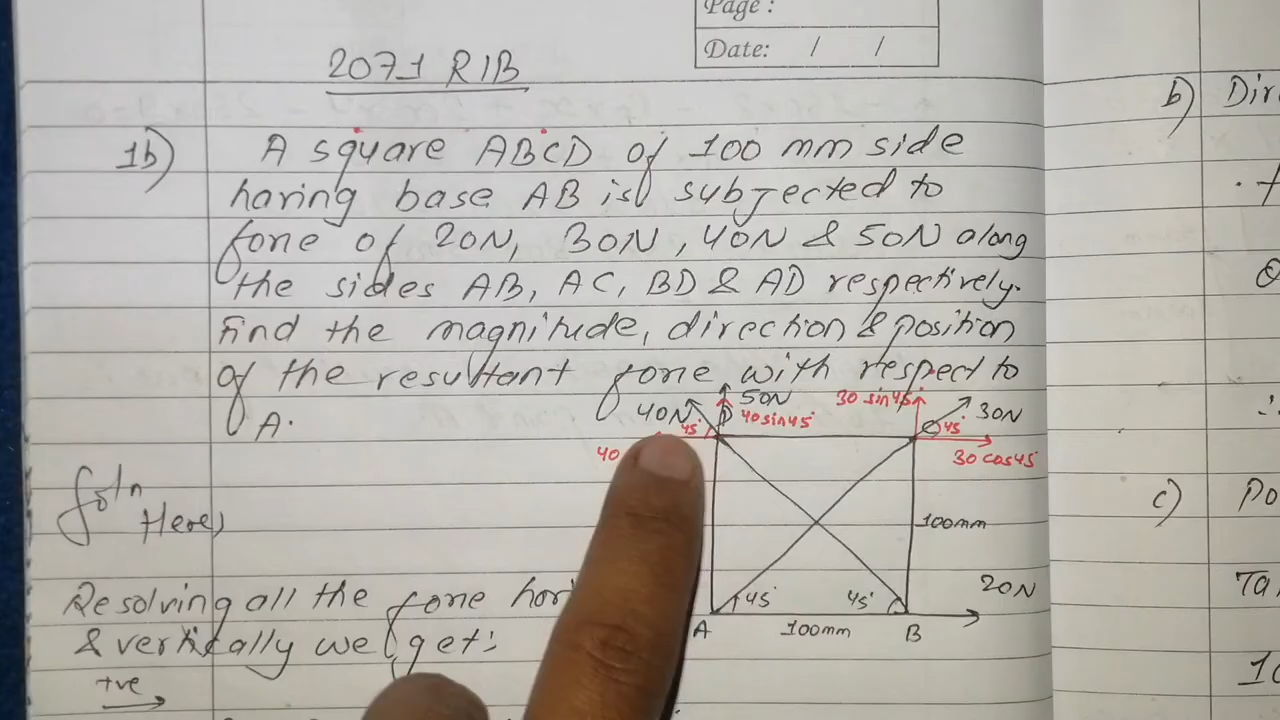 Page :
Date: / /
2071 RIB
1b) A square ABCD of 100 mm side
having base AB is subjected to
force of 20N, 30N, 40N & 50N along
the sides AB, AC, BD & AD respectively.
Find the magnitude, direction & position
of the resultant force with respect to
A.
50N
40N
D
40sin45°
45°
40
30 sin45°
30N
C
45°
30 cos45°
100mm
20N
45°
45°
A
100mm
B
Soln
Here,
Resolving all the force hor
& vertically we get:
+ve
b) Dir
c) Po
Ta